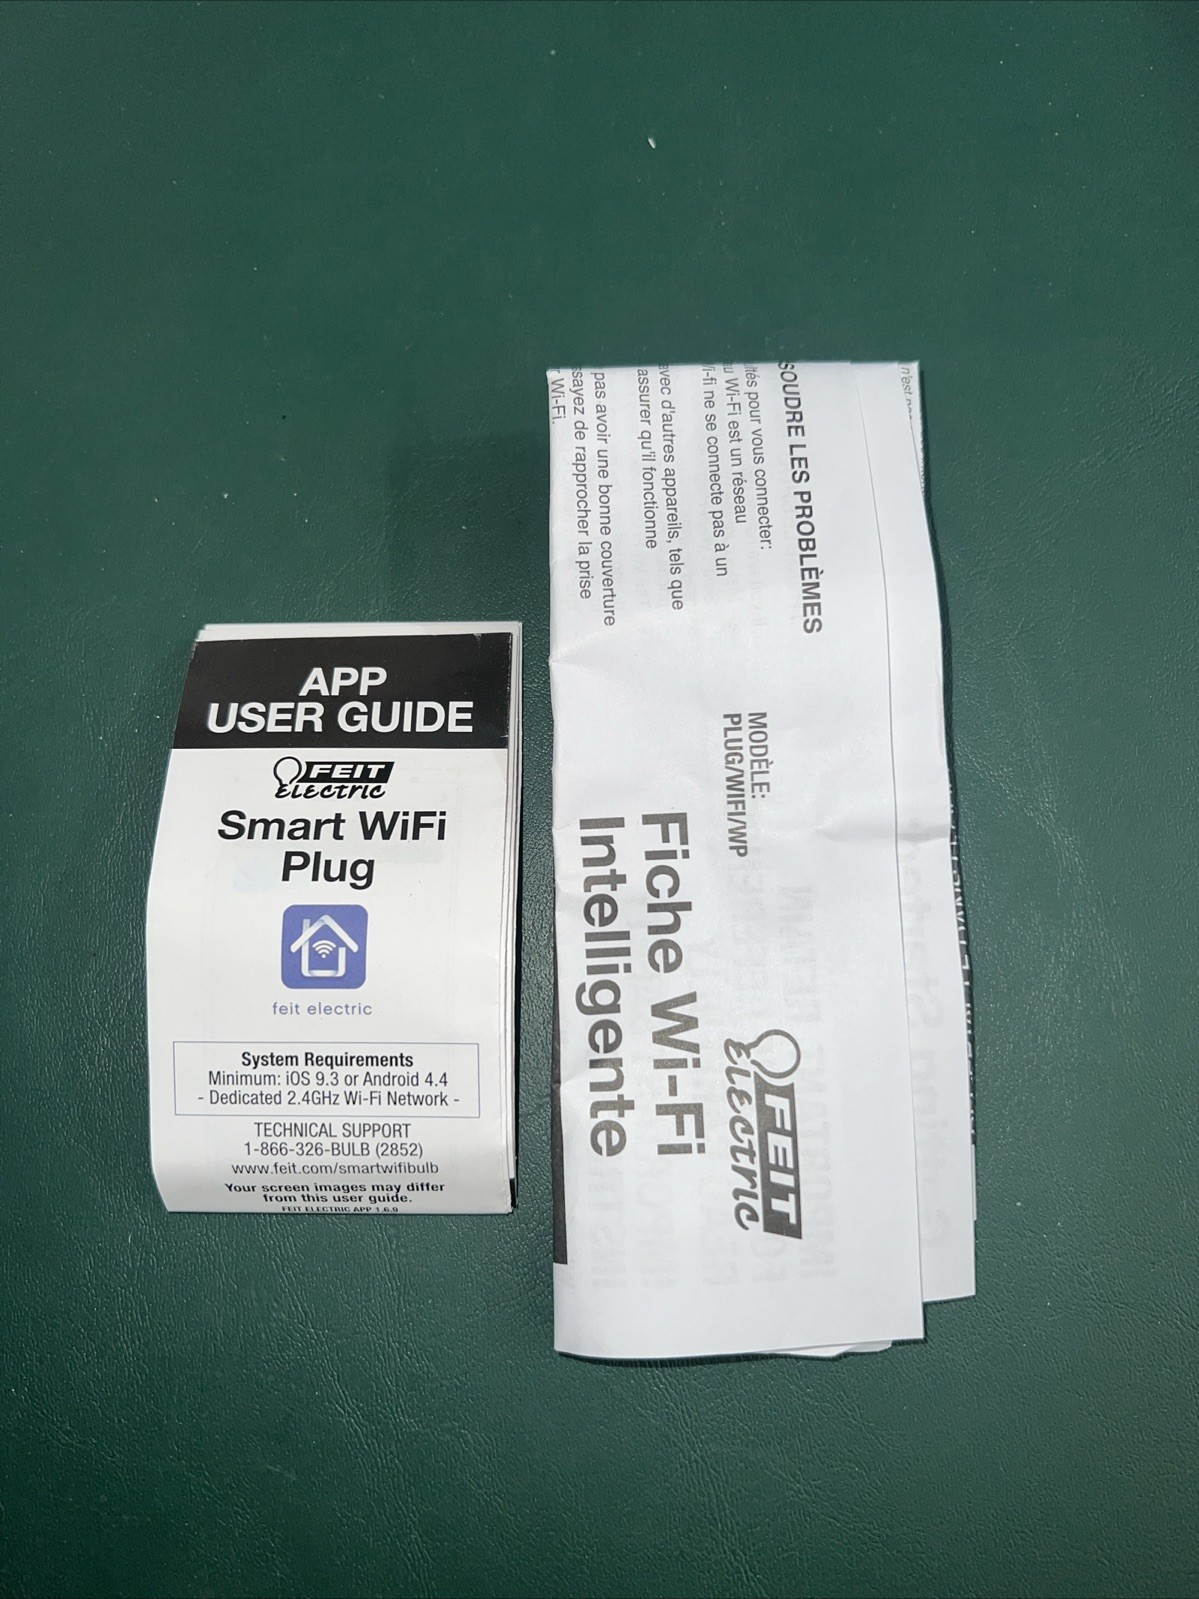 APP
USER GUIDE
FEIT
ELECTRIC
Smart WiFi
Plug
feit electric
System Requirements
Minimum: iOS 9.3 or Android 4.4
- Dedicated 2.4GHz Wi-Fi Network -
TECHNICAL SUPPORT
1-866-326-BULB (2852)
www.feit.com/smartwifibulb
Your screen images may differ
from this user guide.
FEIT ELECTRIC APP 1.6.9
n'est
SOUDRE LES PROBLÈMES
ltés pour vous connecter:
u Wi-Fi est un réseau
i-fi ne se connecte pas à un
avec d'autres appareils, tels que
assurer qu'il fonctionne
pas avoir une bonne couverture
ssayez de rapprocher la prise
Wi-Fi.
MODÈLE:
PLUG/WIFI/WP
FEIT
ELECTRIC
Fiche Wi-Fi
Intelligente